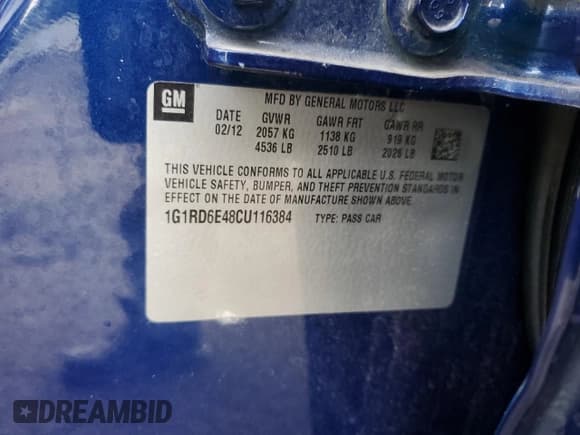 GM
MFD BY GENERAL MOTORS LLC
DATE GVWR GAWR FRT GAWR RR
02/12 2057 KG 1138 KG 919 KG
4536 LB 2510 LB 2026 LB
THIS VEHICLE CONFORMS TO ALL APPLICABLE U.S. FEDERAL MOTOR
VEHICLE SAFETY, BUMPER, AND THEFT PREVENTION STANDARDS IN
EFFECT ON THE DATE OF MANUFACTURE SHOWN ABOVE.
1G1RD6E48CU116384 TYPE: PASS CAR
DREAMBID